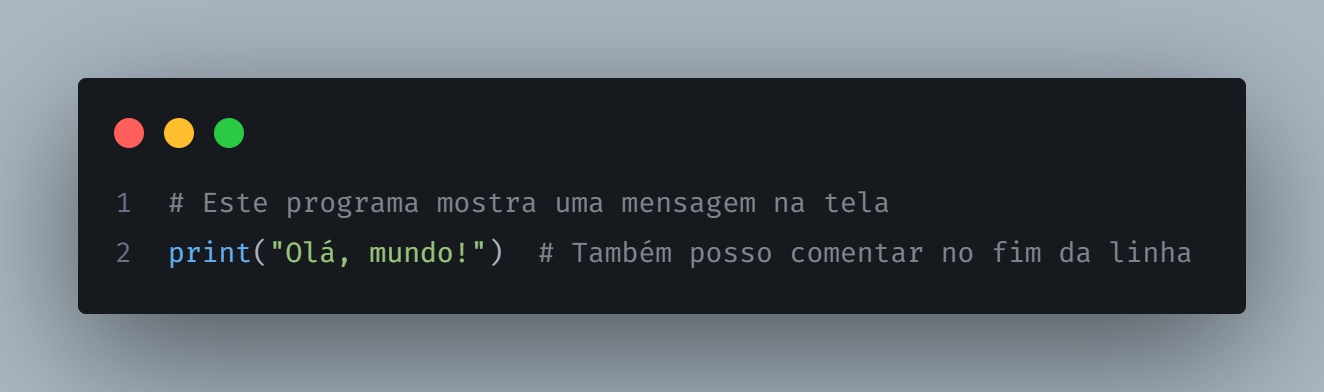 1 # Este programa mostra uma mensagem na tela
2 print("Olá, mundo!")  # Também posso comentar no fim da linha